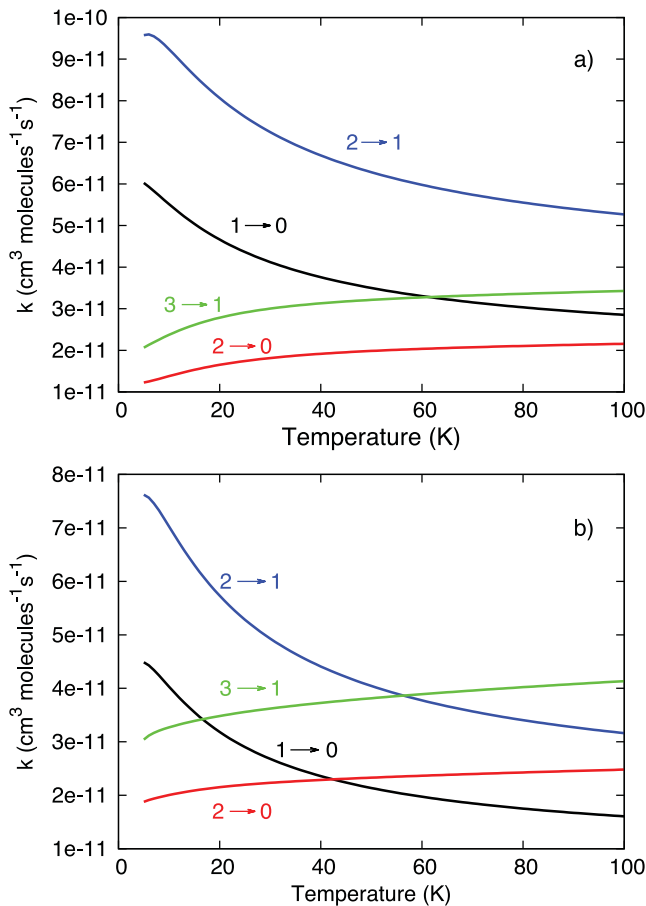 1e-10
9e-11
8e-11
7e-11
6e-11
5e-11
4e-11
3e-11
2e-11
1e-11
k (cm³ molecules⁻¹s⁻¹)
a)
2→1
1→0
3→1
2→0
0 20 40 60 80 100
Temperature (K)
8e-11
7e-11
6e-11
5e-11
4e-11
3e-11
2e-11
1e-11
k (cm³ molecules⁻¹s⁻¹)
b)
2→1
3→1
1→0
2→0
0 20 40 60 80 100
Temperature (K)